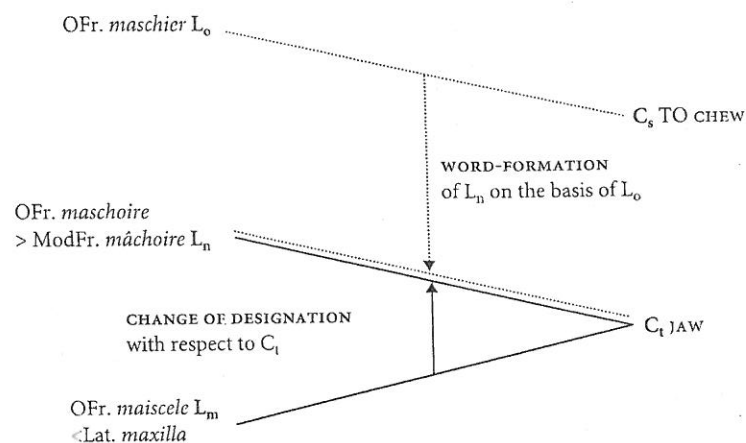 OFr. maschier Lₒ
Cₛ TO CHEW
WORD-FORMATION
of Lₙ on the basis of Lₒ
OFr. maschoire
> ModFr. mâchoire Lₙ
CHANGE OF DESIGNATION
with respect to Cₜ
Cₜ JAW
OFr. maiscele Lₘ
<Lat. maxilla